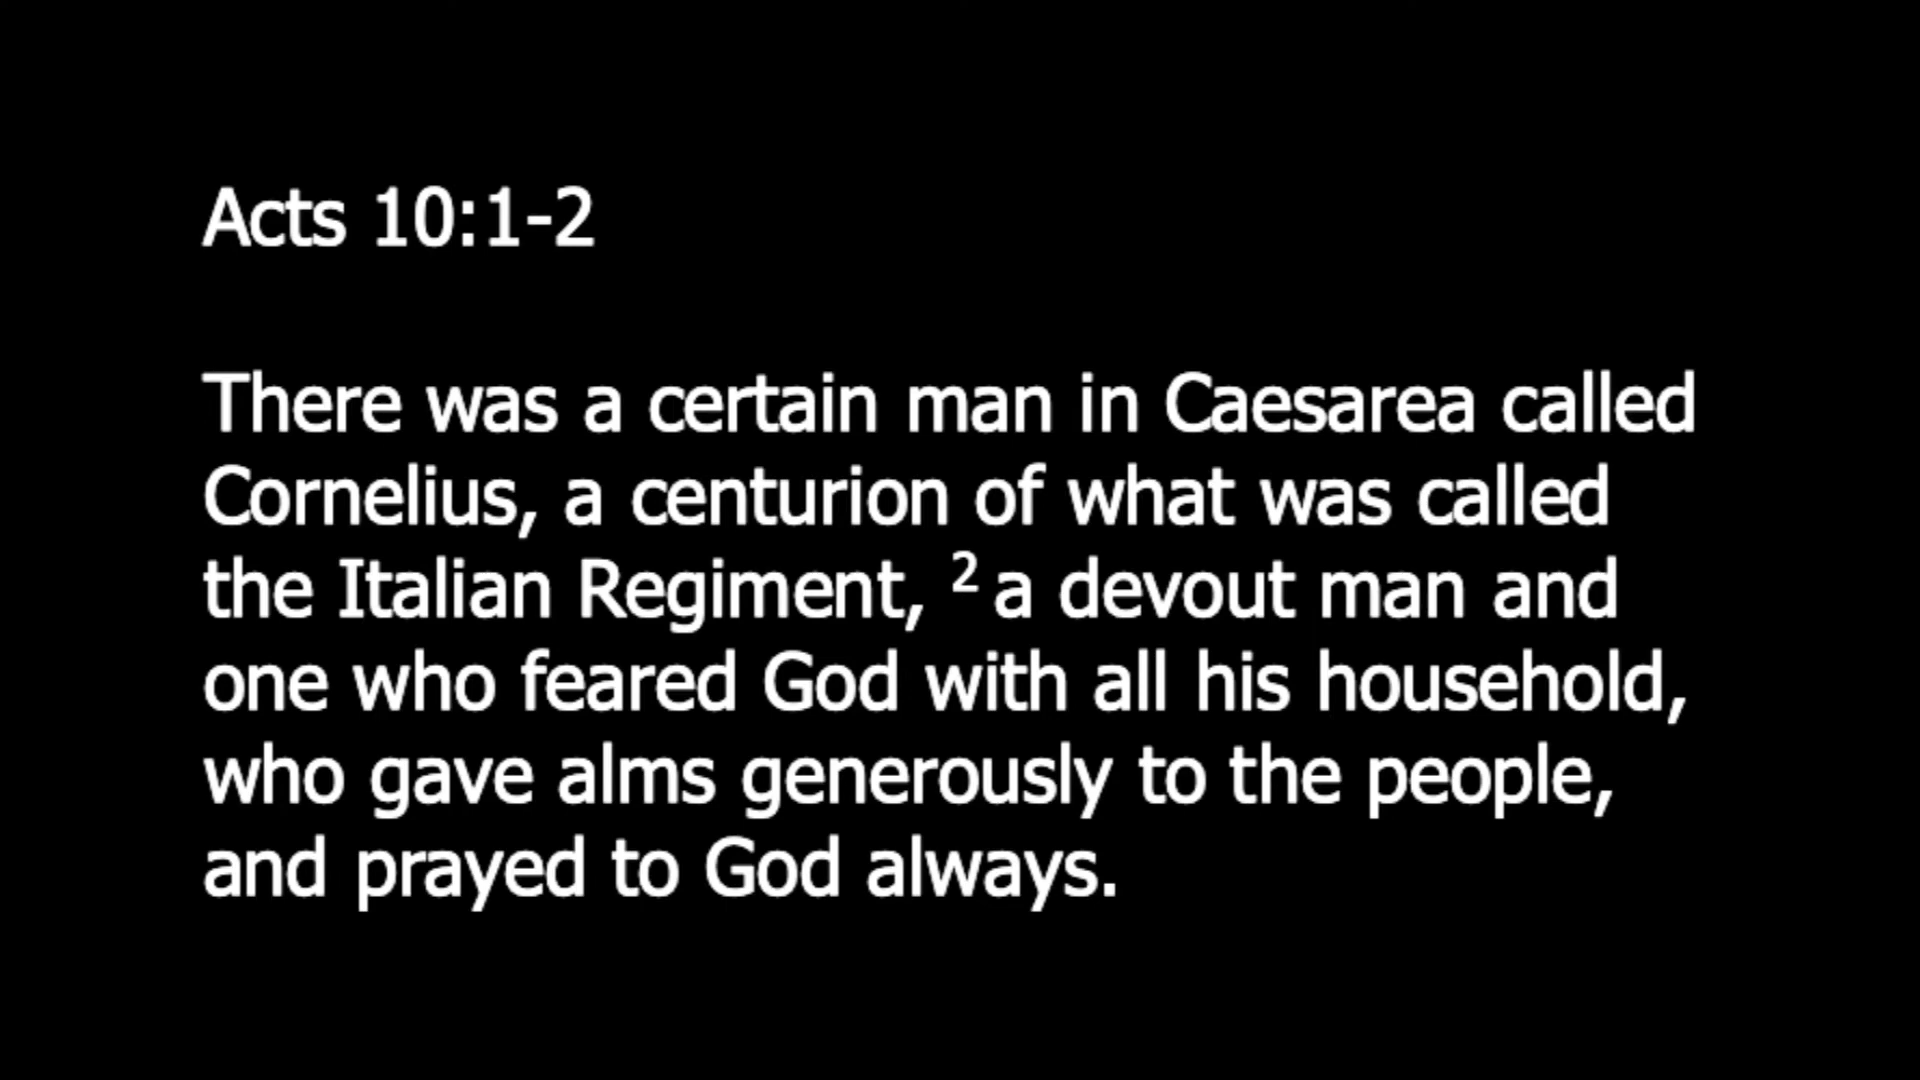 Acts 10:1-2
There was a certain man in Caesarea called
Cornelius, a centurion of what was called
the Italian Regiment, ² a devout man and
one who feared God with all his household,
who gave alms generously to the people,
and prayed to God always.